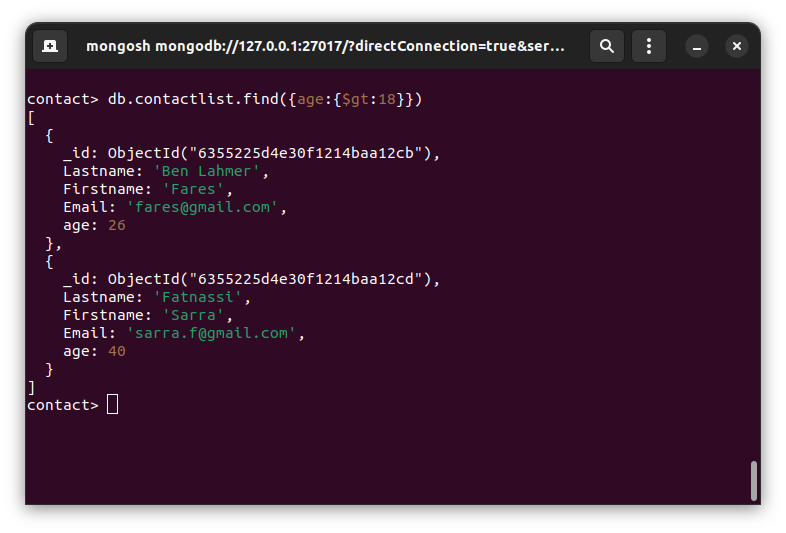 mongosh mongodb://127.0.0.1:27017/?directConnection=true&ser…
contact> db.contactlist.find({age:{$gt:18}})
[
  {
    _id: ObjectId("6355225d4e30f1214baa12cb"),
    Lastname: 'Ben Lahmer',
    Firstname: 'Fares',
    Email: 'fares@gmail.com',
    age: 26
  },
  {
    _id: ObjectId("6355225d4e30f1214baa12cd"),
    Lastname: 'Fatnassi',
    Firstname: 'Sarra',
    Email: 'sarra.f@gmail.com',
    age: 40
  }
]
contact>